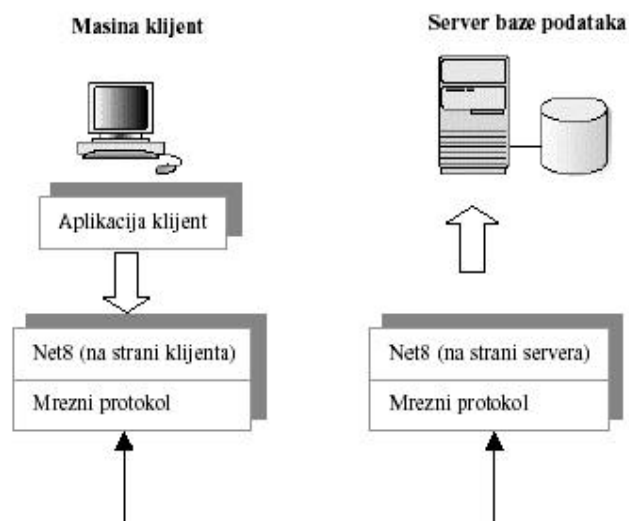 Masina klijent
Server baze podataka
Aplikacija klijent
Net8 (na strani klijenta)
Mrezni protokol
Net8 (na strani servera)
Mrezni protokol